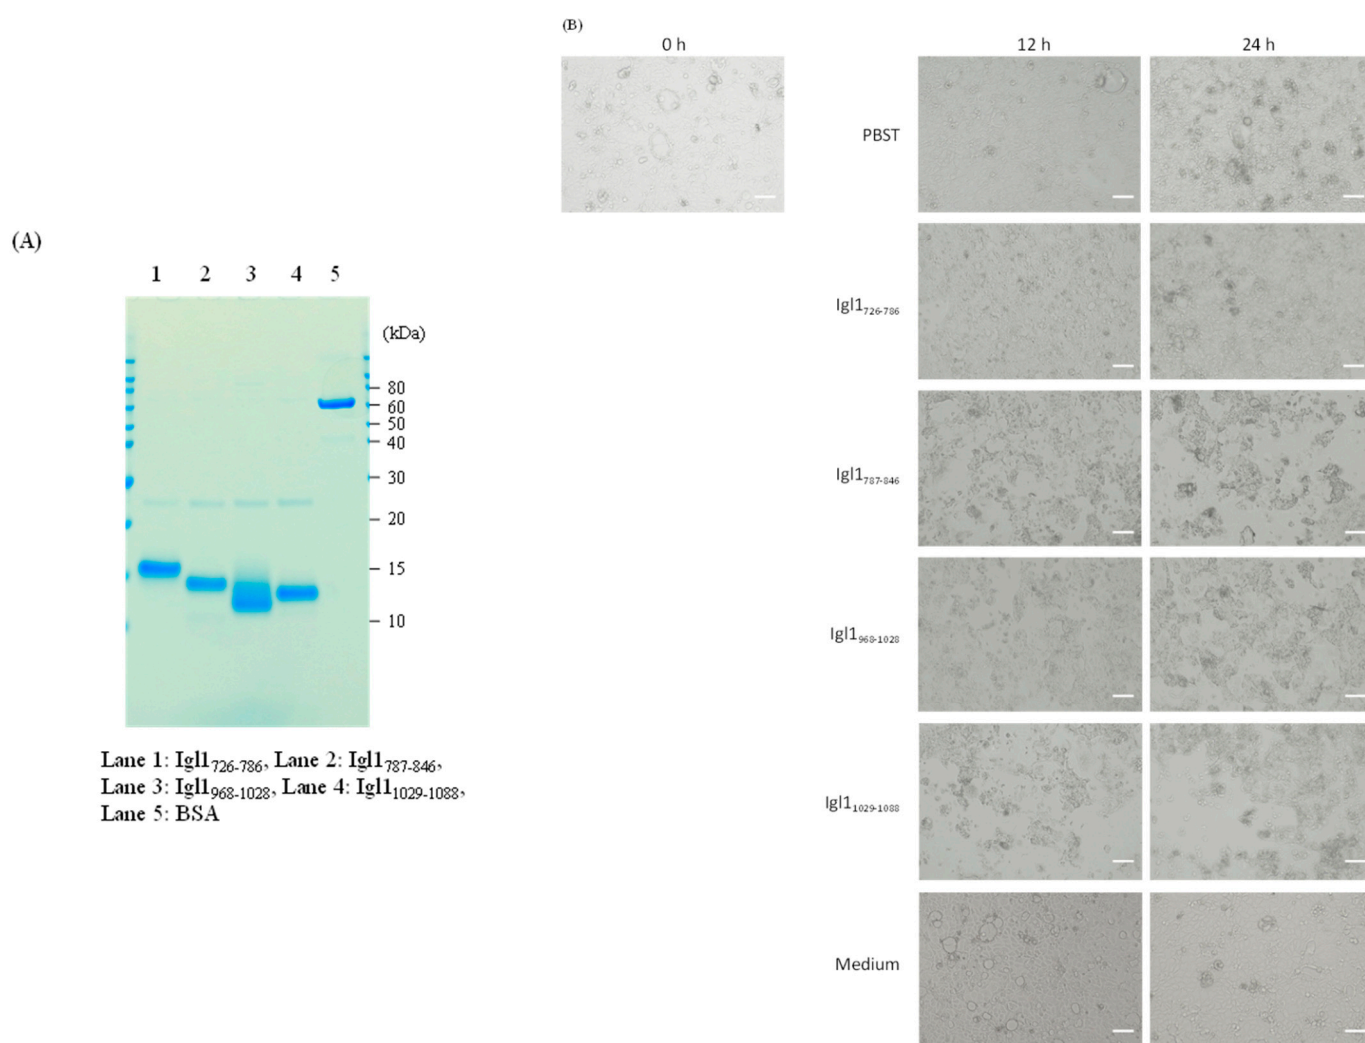 (B)
0 h
12 h
24 h
PBST
Igl1726-786
Igl1787-846
Igl1968-1028
Igl11029-1088
Medium
(A)
1 2 3 4 5
(kDa)
80
60
50
40
30
20
15
10
Lane 1: Igl1726-786, Lane 2: Igl1787-846,
Lane 3: Igl1968-1028, Lane 4: Igl11029-1088,
Lane 5: BSA